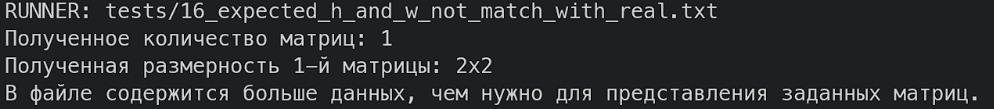 RUNNER: tests/16_expected_h_and_w_not_match_with_real.txt
Полученное количество матриц: 1
Полученная размерность 1-й матрицы: 2x2
В файле содержится больше данных, чем нужно для представления заданных матриц.